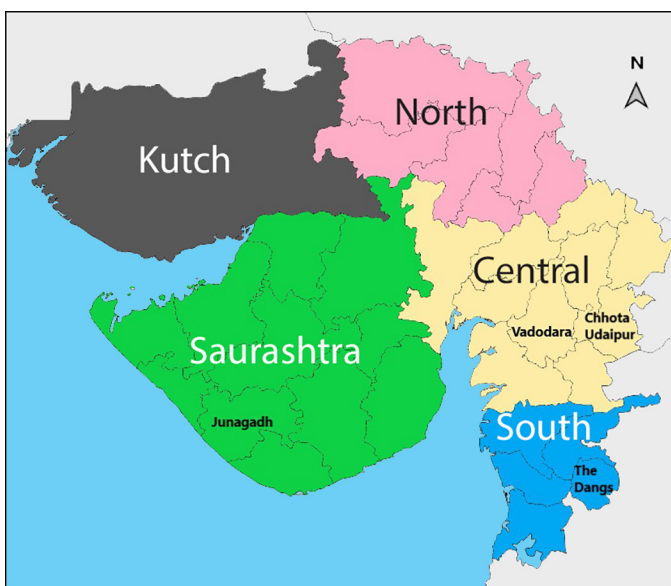 N
North
Kutch
Central
Vadodara
Chhota
Udaipur
Saurashtra
Junagadh
South
The
Dangs